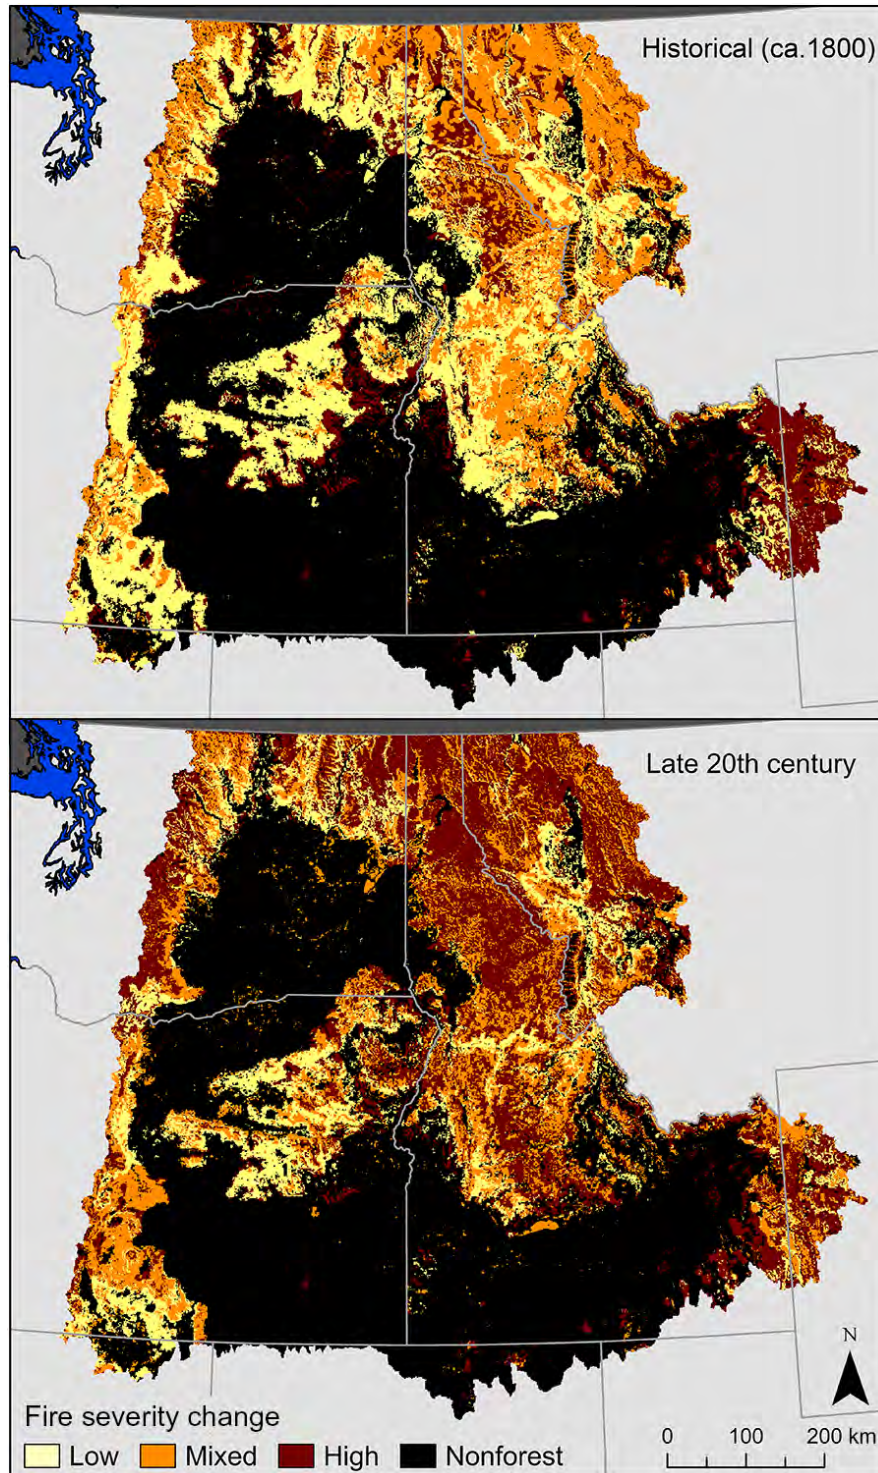 Historical (ca.1800)
Late 20th century
N
Fire severity change
Low Mixed High Nonforest
0 100 200 km